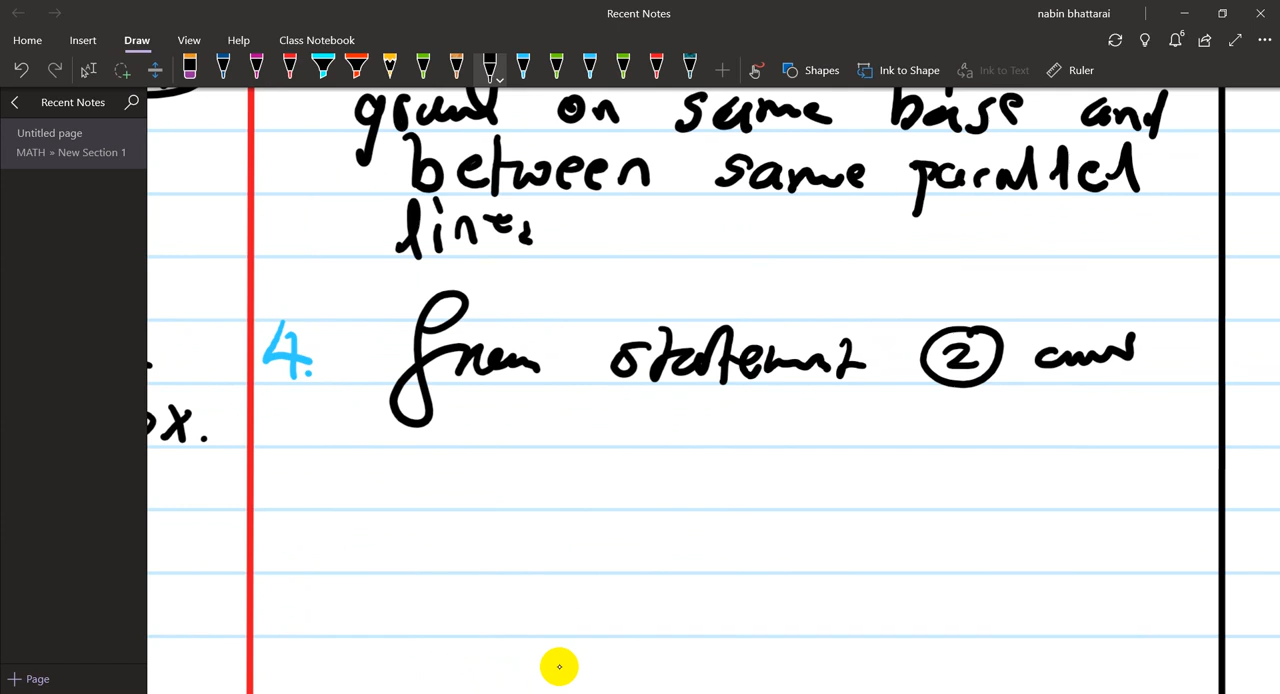 Recent Notes
nabin bhattarai
Home Insert Draw View Help Class Notebook
6
Shapes Ink to Shape Ink to Text Ruler
Recent Notes
Untitled page
MATH » New Section 1
on same base and
between same parallel
lines
4. from statement 2 and
ox.
Page